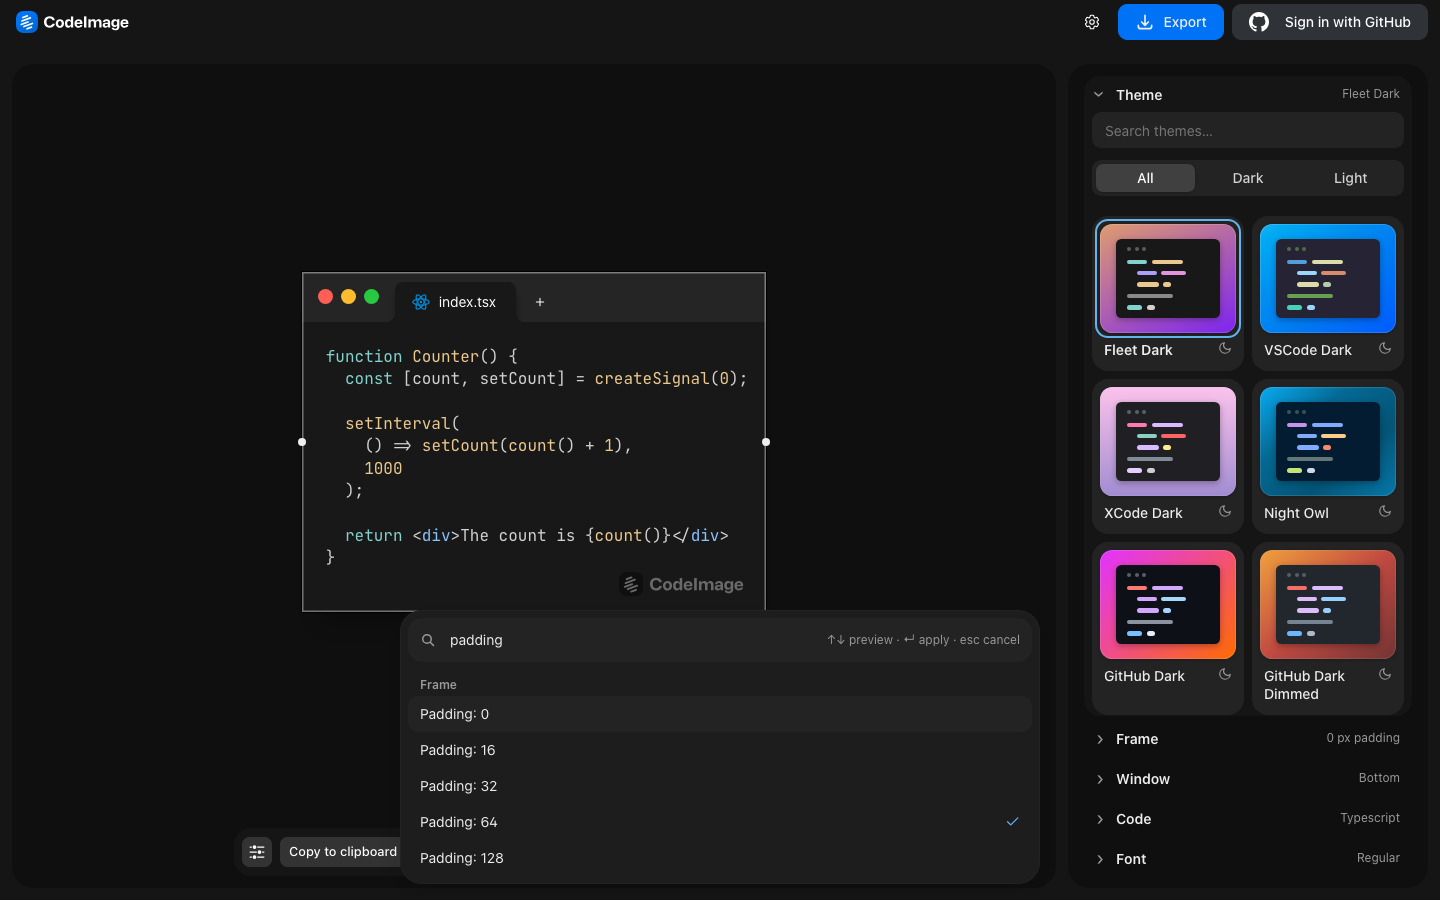 CodeImage
Export
Sign in with GitHub
index.tsx
+
function Counter() {
  const [count, setCount] = createSignal(0);
  setInterval(
    () => setCount(count() + 1),
    1000
  );
  return <div>The count is {count()}</div>
}
CodeImage
padding
↑↓ preview · ↵ apply · esc cancel
Frame
Padding: 0
Padding: 16
Padding: 32
Padding: 64
Padding: 128
Copy to clipboard
Theme
Fleet Dark
Search themes...
All
Dark
Light
Fleet Dark
VSCode Dark
XCode Dark
Night Owl
GitHub Dark
GitHub Dark
Dimmed
Frame
0 px padding
Window
Bottom
Code
Typescript
Font
Regular